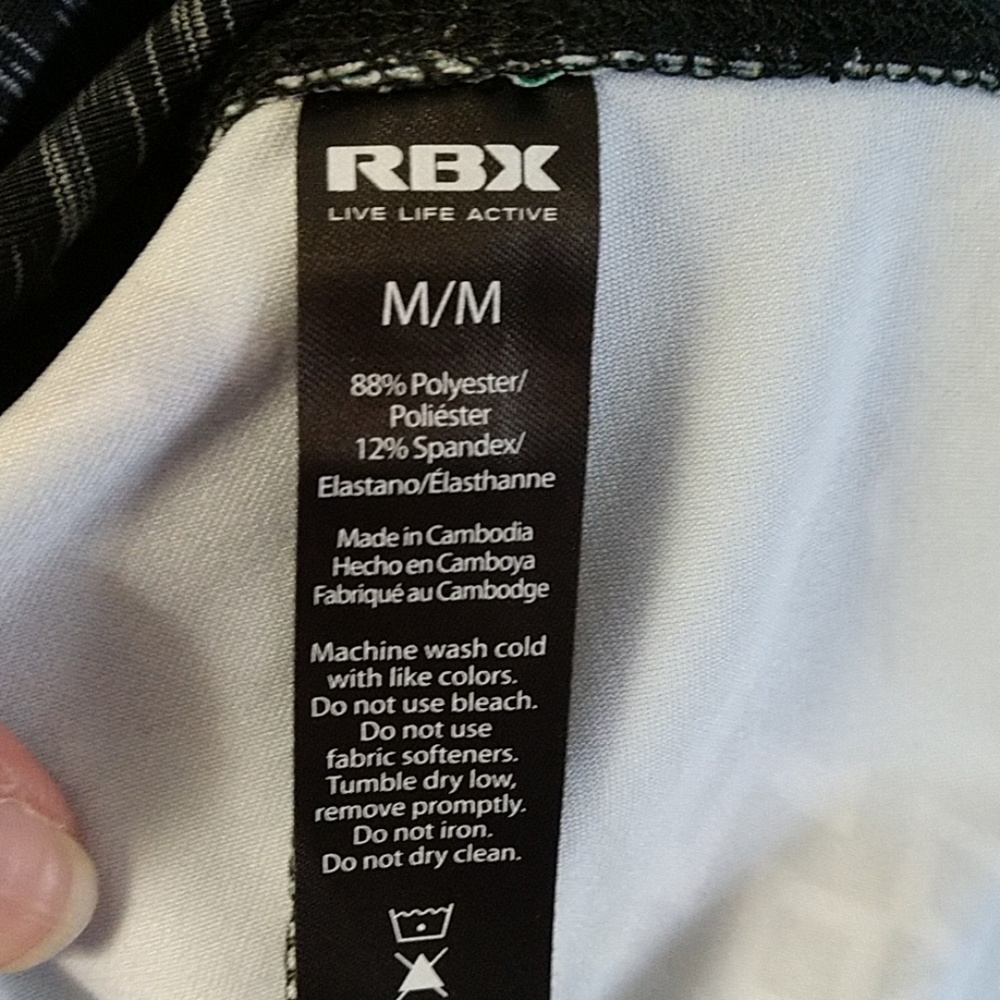 RBX
LIVE LIFE ACTIVE
M/M
88% Polyester/
Poliéster
12% Spandex/
Elastano/Élasthanne
Made in Cambodia
Hecho en Camboya
Fabriqué au Cambodge
Machine wash cold
with like colors.
Do not use bleach.
Do not use
fabric softeners.
Tumble dry low,
remove promptly.
Do not iron.
Do not dry clean.